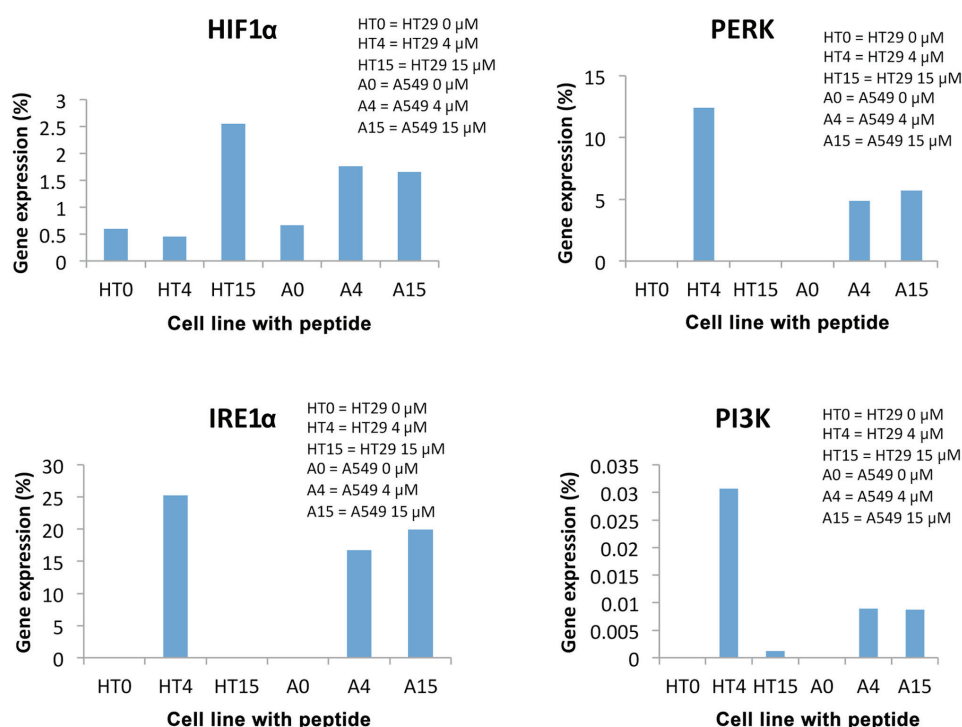 HIF1α
HT0 = HT29 0 µM
HT4 = HT29 4 µM
HT15 = HT29 15 µM
A0 = A549 0 µM
A4 = A549 4 µM
A15 = A549 15 µM
Gene expression (%)
3
2.5
2
1.5
1
0.5
0
HT0 HT4 HT15 A0 A4 A15
Cell line with peptide
PERK
HT0 = HT29 0 µM
HT4 = HT29 4 µM
HT15 = HT29 15 µM
A0 = A549 0 µM
A4 = A549 4 µM
A15 = A549 15 µM
Gene expression (%)
15
10
5
0
HT0 HT4 HT15 A0 A4 A15
Cell line with peptide
IRE1α
HT0 = HT29 0 µM
HT4 = HT29 4 µM
HT15 = HT29 15 µM
A0 = A549 0 µM
A4 = A549 4 µM
A15 = A549 15 µM
Gene expression (%)
30
25
20
15
10
5
0
HT0 HT4 HT15 A0 A4 A15
Cell line with peptide
PI3K
HT0 = HT29 0 µM
HT4 = HT29 4 µM
HT15 = HT29 15 µM
A0 = A549 0 µM
A4 = A549 4 µM
A15 = A549 15 µM
Gene expression (%)
0.035
0.03
0.025
0.02
0.015
0.01
0.005
0
HT0 HT4 HT15 A0 A4 A15
Cell line with peptide